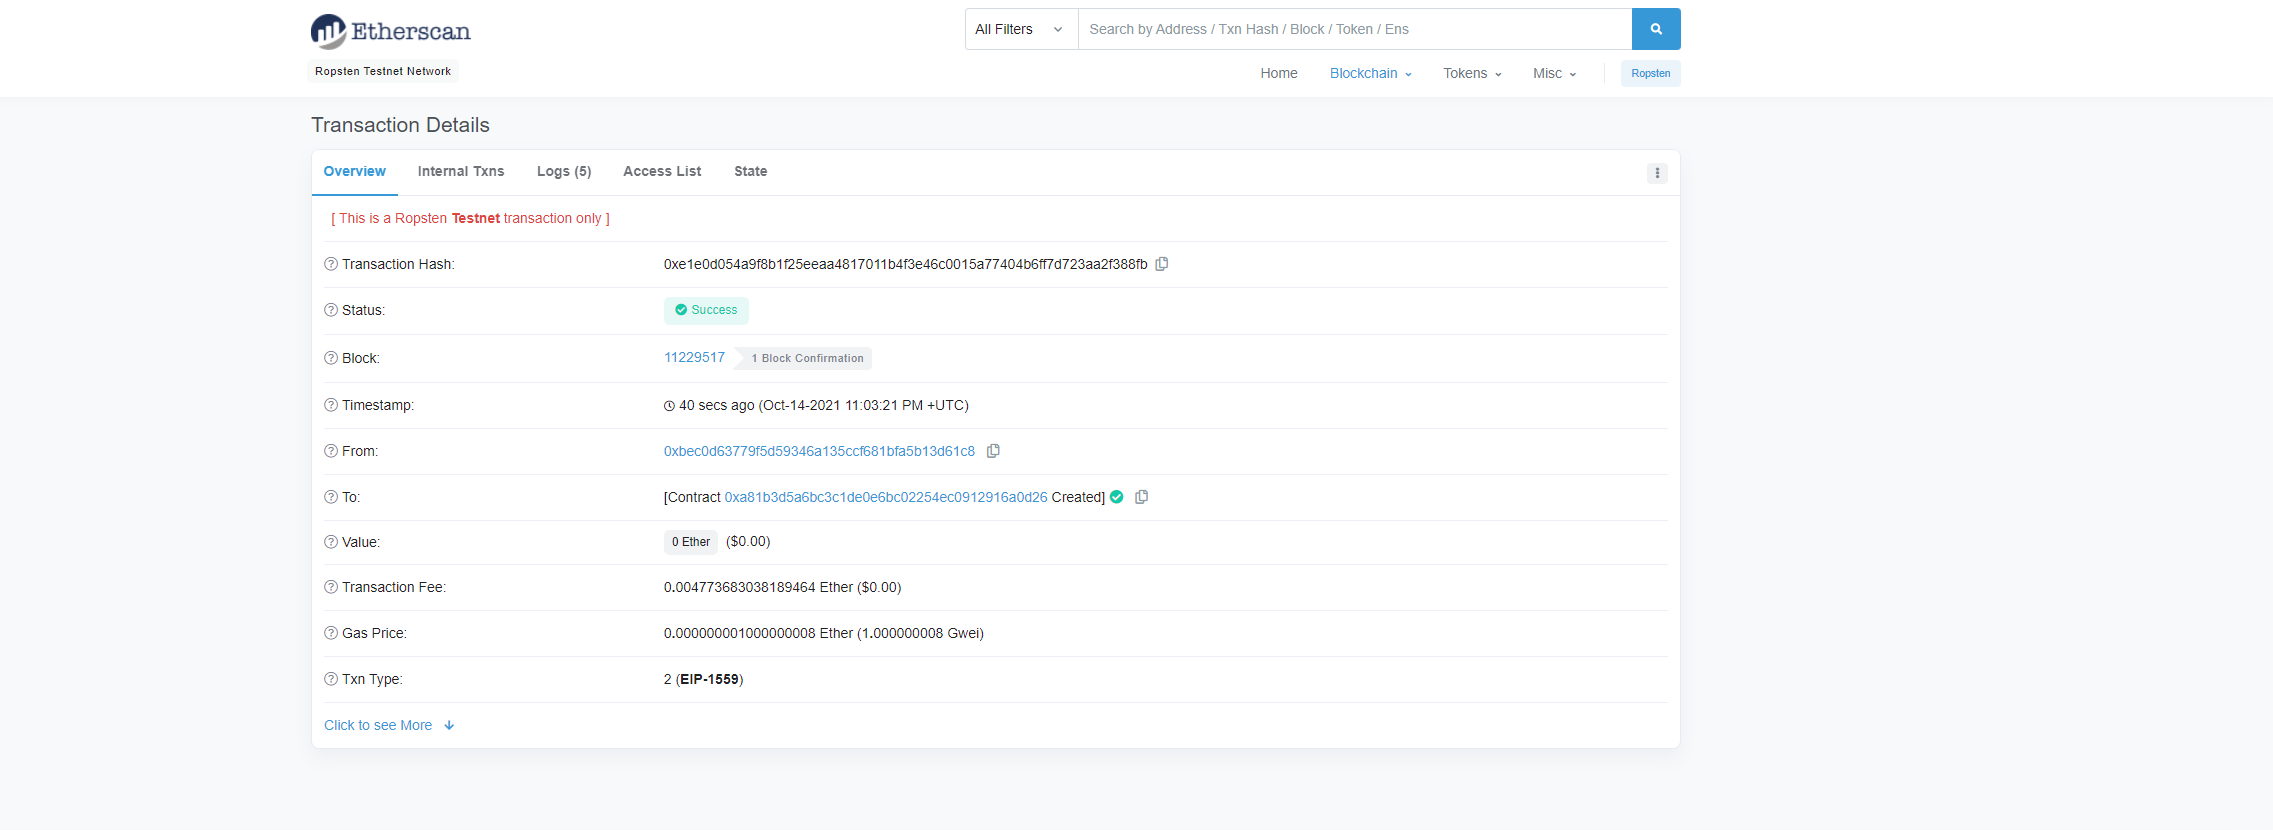 Etherscan
All Filters
Search by Address / Txn Hash / Block / Token / Ens
Ropsten Testnet Network
Home Blockchain Tokens Misc Ropsten
Transaction Details
Overview Internal Txns Logs (5) Access List State
[ This is a Ropsten Testnet transaction only ]
Transaction Hash: 0xe1e0d054a9f8b1f25eeaa4817011b4f3e46c0015a77404b6ff7d723aa2f388fb
Status: Success
Block: 11229517 1 Block Confirmation
Timestamp: 40 secs ago (Oct-14-2021 11:03:21 PM +UTC)
From: 0xbec0d63779f5d59346a135ccf681bfa5b13d61c8
To: [Contract 0xa81b3d5a6bc3c1de0e6bc02254ec0912916a0d26 Created]
Value: 0 Ether ($0.00)
Transaction Fee: 0.004773683038189464 Ether ($0.00)
Gas Price: 0.000000001000000008 Ether (1.000000008 Gwei)
Txn Type: 2 (EIP-1559)
Click to see More